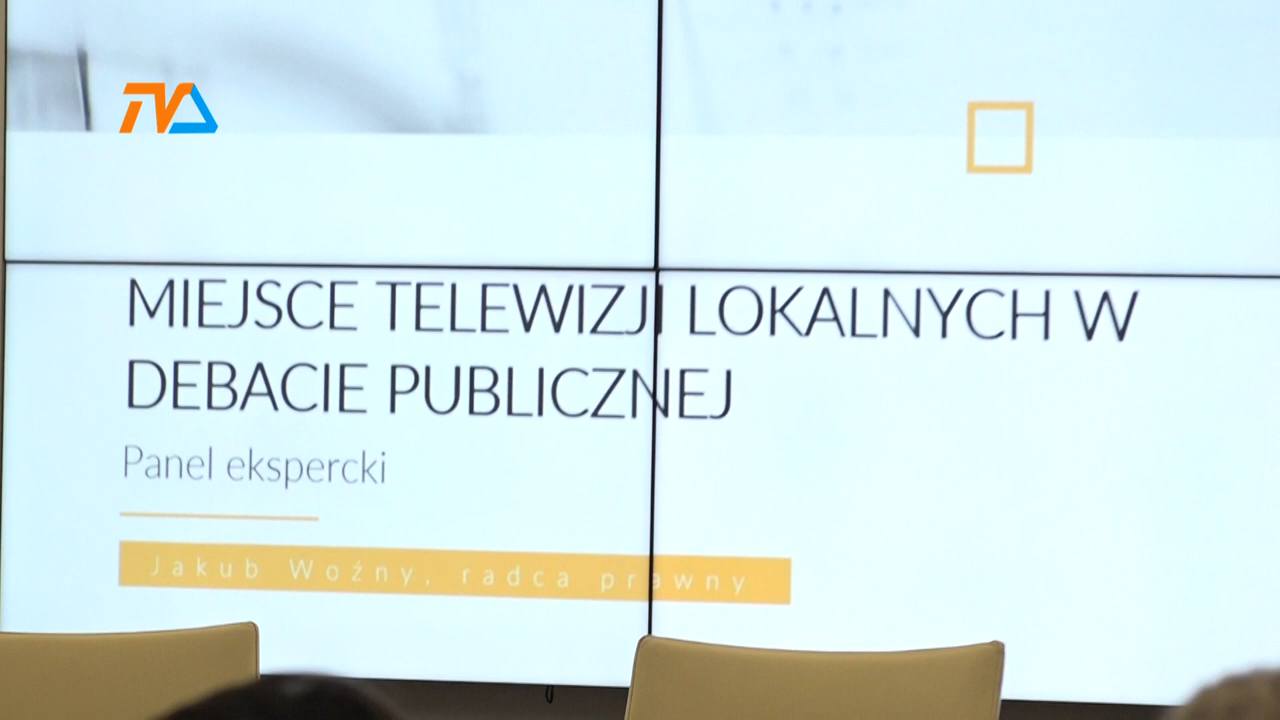 TVA
MIEJSCE TELEWIZJI LOKALNYCH W
DEBACIE PUBLICZNEJ
Panel ekspercki
Jakub Woźny, radca prawny